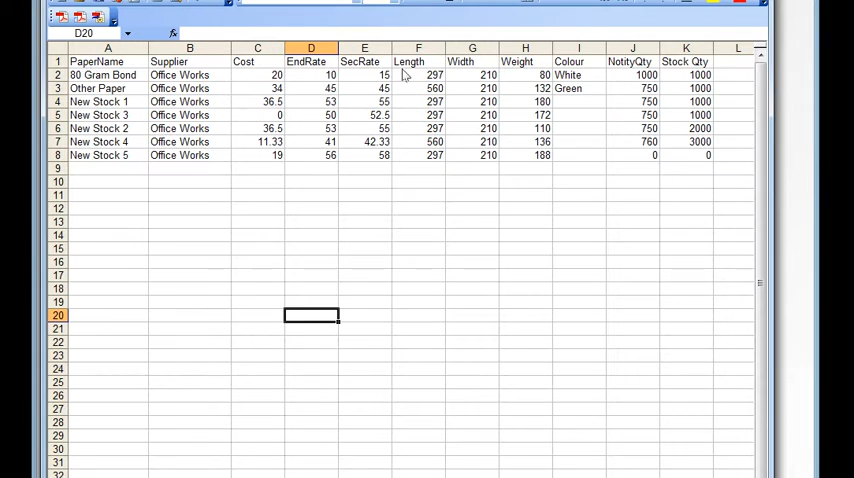 D20 fx
A B C D E F G H I J K L
1 PaperName Supplier Cost EndRate SecRate Length Width Weight Colour NotityQty Stock Qty
2 80 Gram Bond Office Works 20 10 15 297 210 80 White 1000 1000
3 Other Paper Office Works 34 45 45 560 210 132 Green 750 1000
4 New Stock 1 Office Works 36.5 53 55 297 210 180 750 1000
5 New Stock 3 Office Works 0 50 52.5 297 210 172 750 1000
6 New Stock 2 Office Works 36.5 53 55 297 210 110 750 2000
7 New Stock 4 Office Works 11.33 41 42.33 560 210 136 760 3000
8 New Stock 5 Office Works 19 56 58 297 210 188 0 0
9
10
11
12
13
14
15
16
17
18
19
20
21
22
23
24
25
26
27
28
29
30
31
32